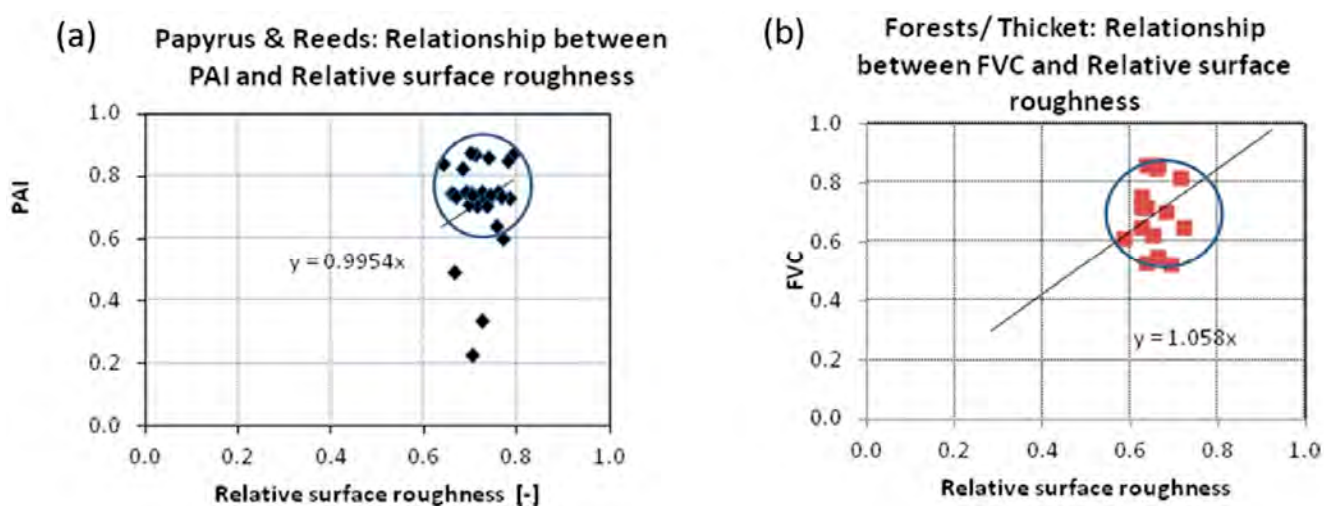 (a)
Papyrus & Reeds: Relationship between
PAI and Relative surface roughness
1.0
0.8
0.6
0.4
0.2
0.0
PAI
y = 0.9954x
0.0 0.2 0.4 0.6 0.8 1.0
Relative surface roughness [-]
(b)
Forests/ Thicket: Relationship
between FVC and Relative surface
roughness
1.0
0.8
0.6
0.4
0.2
0.0
FVC
y = 1.058x
0.0 0.2 0.4 0.6 0.8 1.0
Relative surface roughness